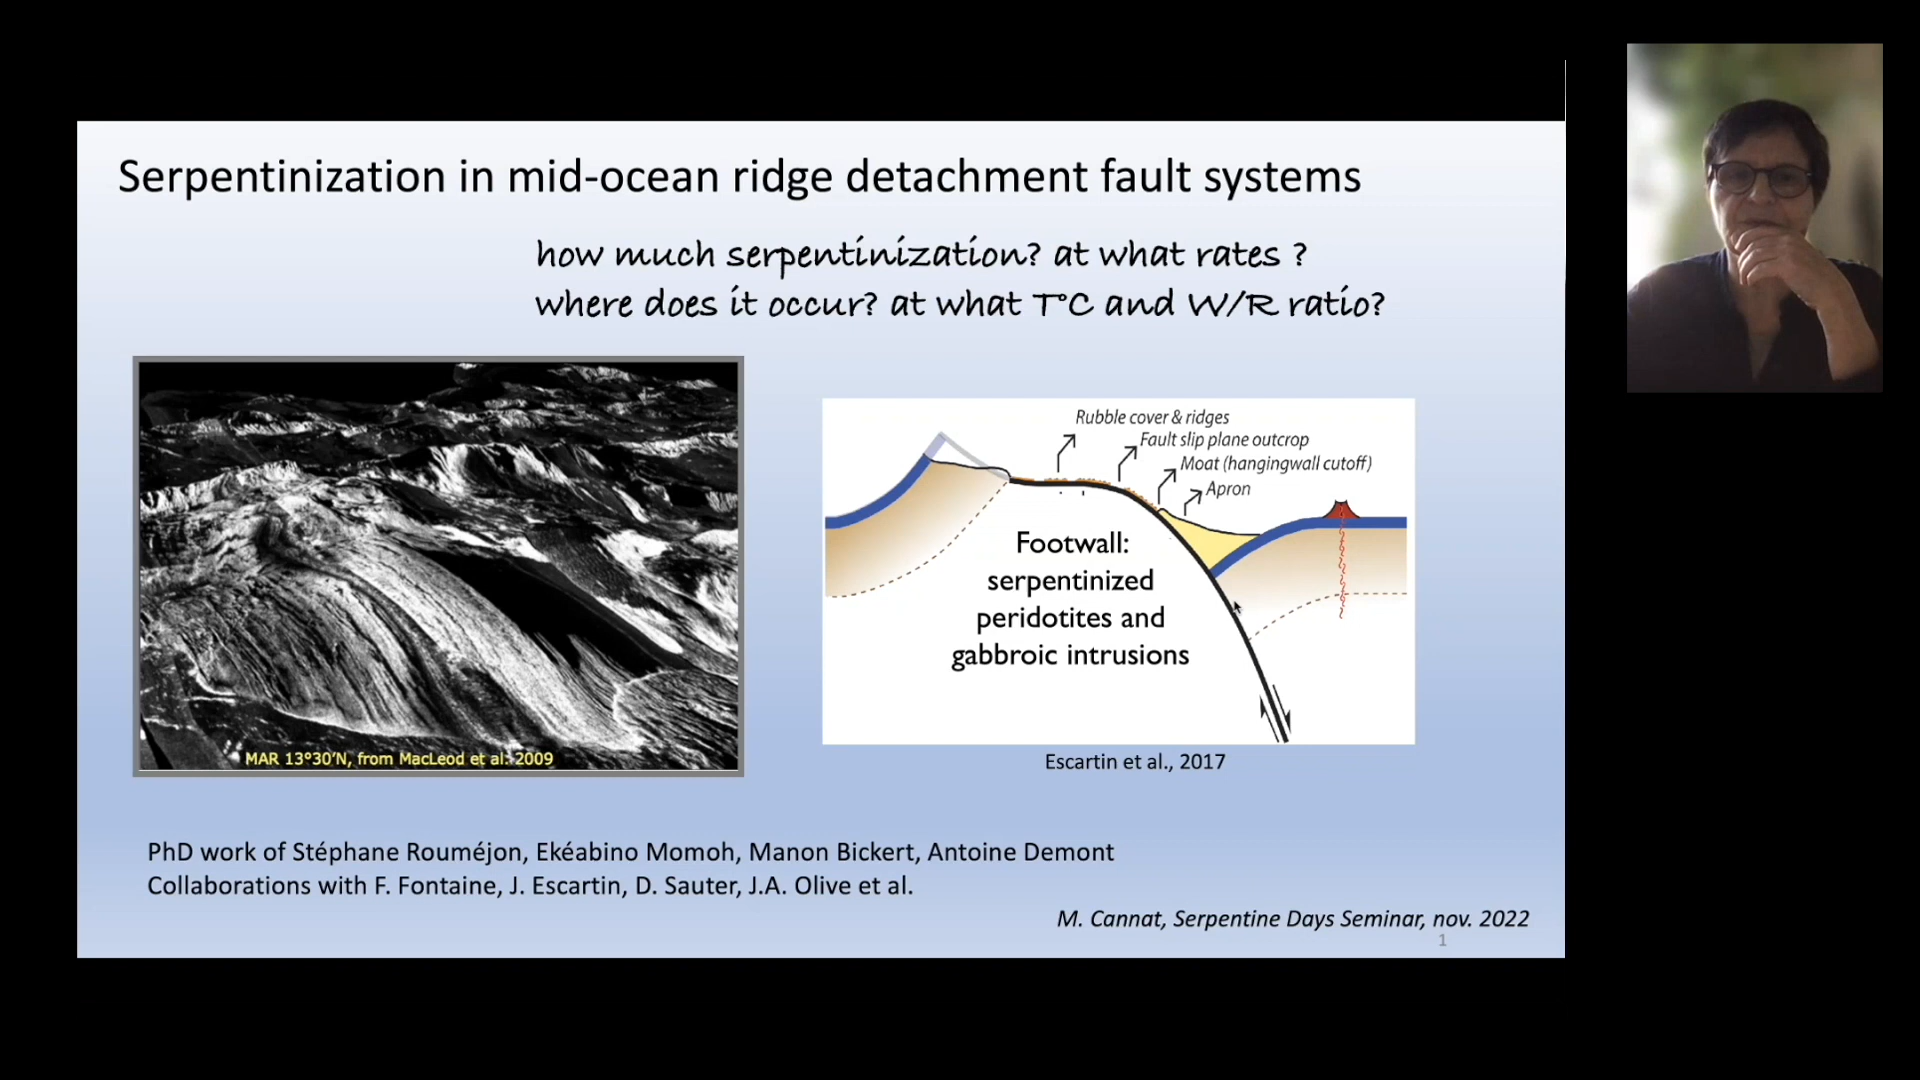 Serpentinization in mid-ocean ridge detachment fault systems
how much serpentinization? at what rates ?
where does it occur? at what T°C and W/R ratio?
MAR 13°30'N, from MacLeod et al. 2009
Rubble cover & ridges
Fault slip plane outcrop
Moat (hangingwall cutoff)
Apron
Footwall:
serpentinized
peridotites and
gabbroic intrusions
Escartin et al., 2017
PhD work of Stéphane Rouméjon, Ekéabino Momoh, Manon Bickert, Antoine Demont
Collaborations with F. Fontaine, J. Escartin, D. Sauter, J.A. Olive et al.
M. Cannat, Serpentine Days Seminar, nov. 2022
1